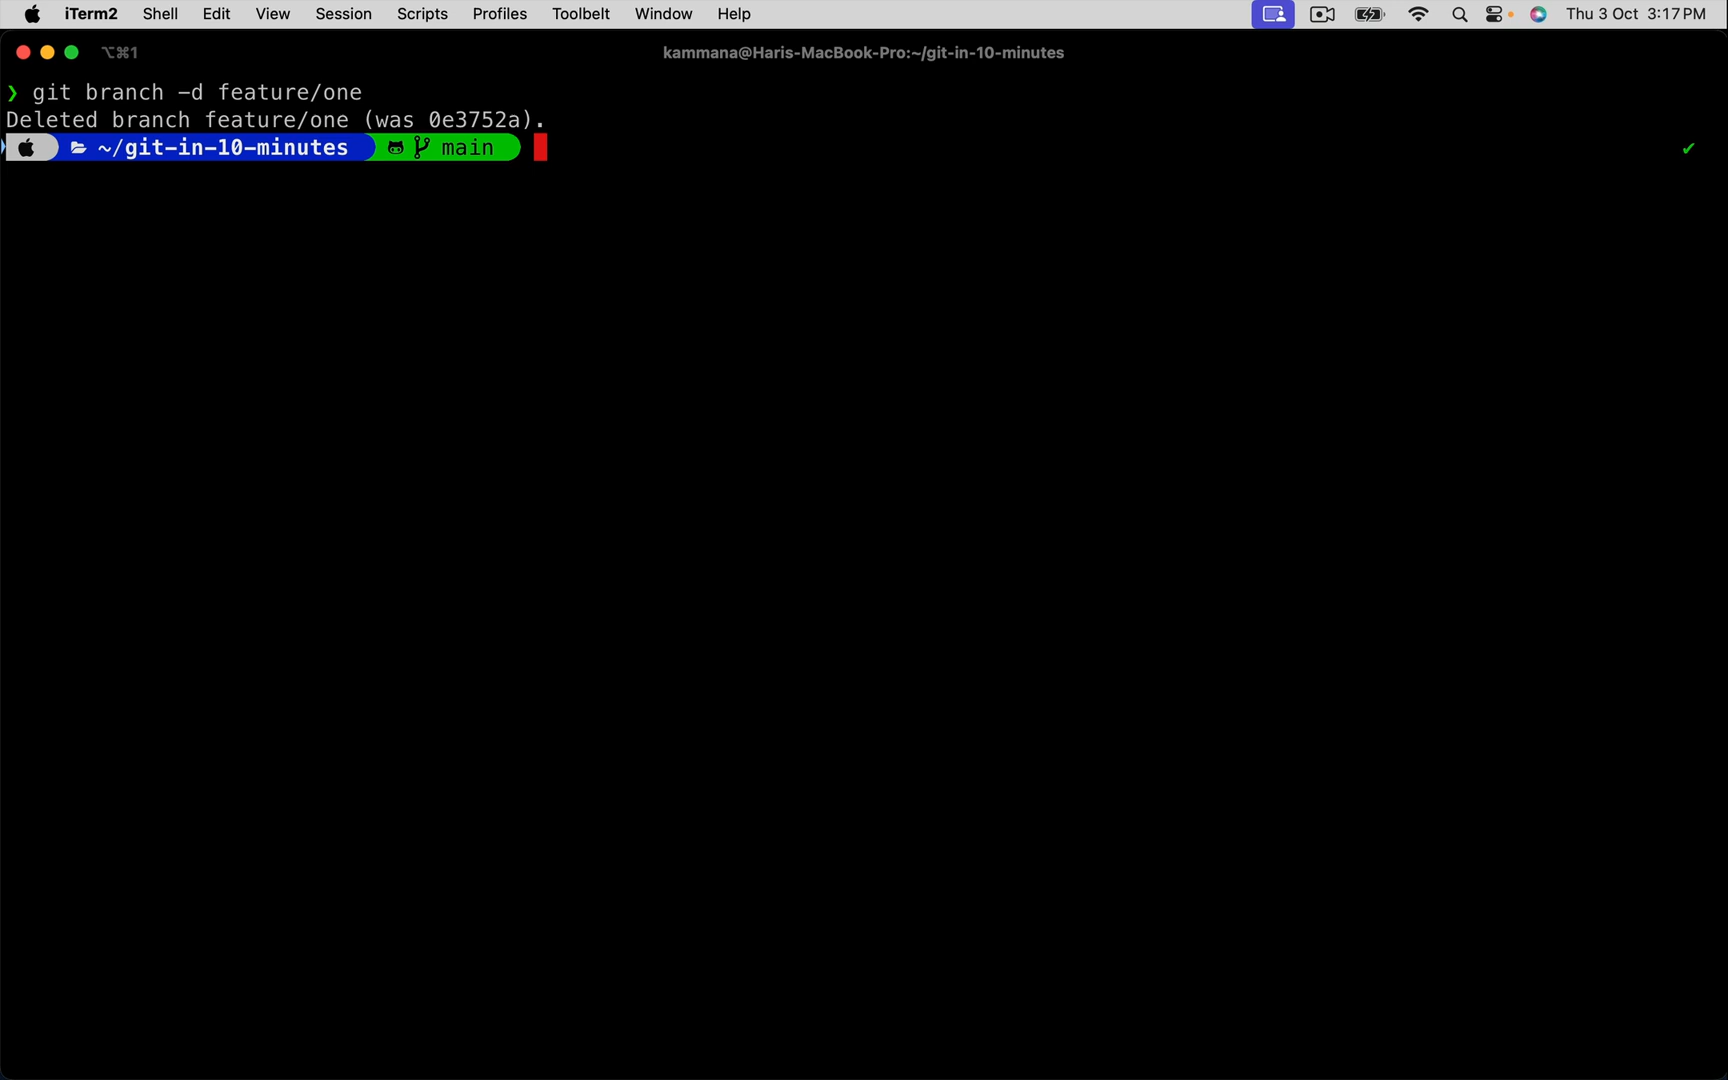 iTerm2 Shell Edit View Session Scripts Profiles Toolbelt Window Help Thu 3 Oct 3:17 PM
⌥⌘1 kammana@Haris-MacBook-Pro:~/git-in-10-minutes
❯ git branch -d feature/one
Deleted branch feature/one (was 0e3752a).
~/git-in-10-minutes main ✔